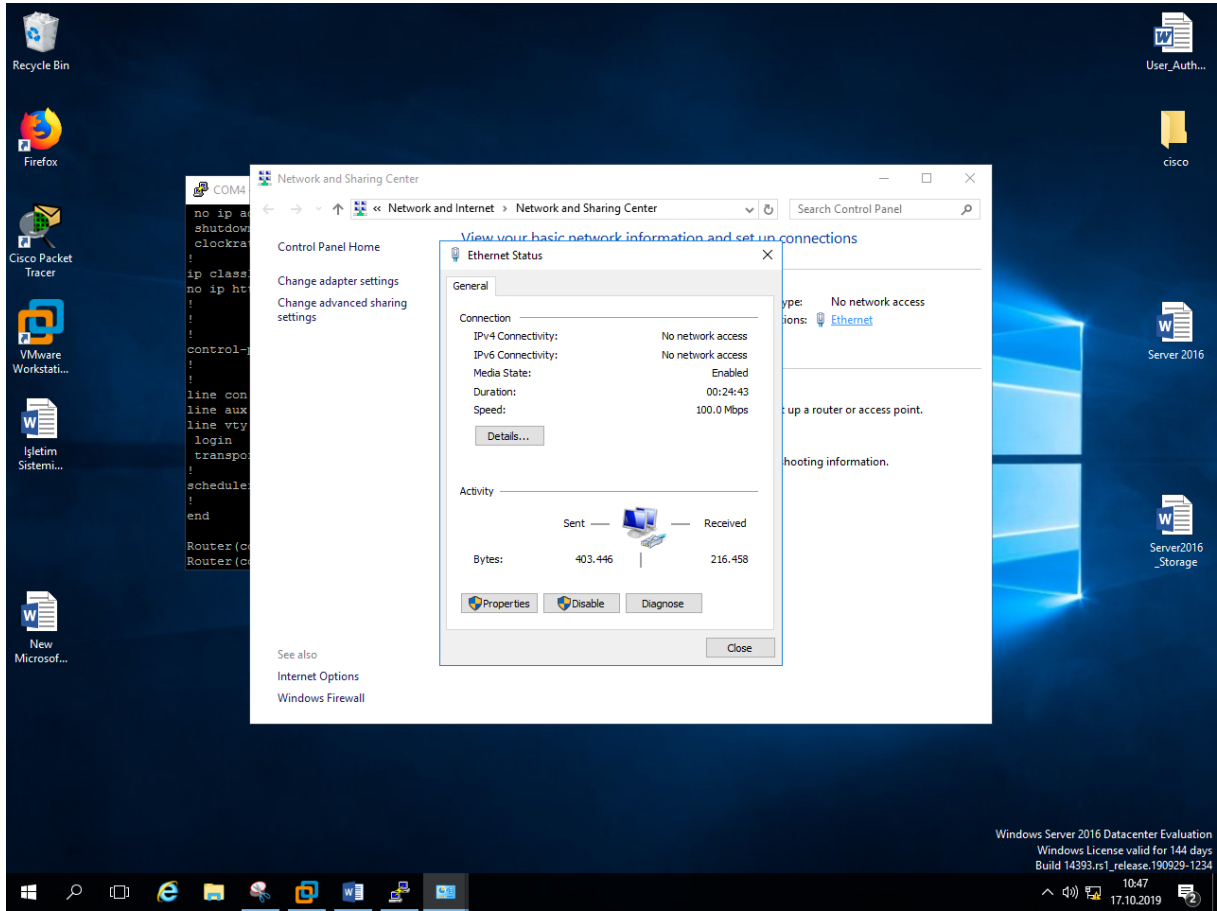 Recycle Bin
Firefox
Cisco Packet
Tracer
VMware
Workstati...
İşletim
Sistemi...
New
Microsof...
User_Auth...
cisco
Server 2016
Server2016
_Storage
COM4
no ip
shutdow
clockra
!
ip class
no ip ht
!
!
!
control-p
!
!
line con
line aux
line vty
login
transpo
!
schedule
!
end
Router(co
Router(co
Network and Sharing Center
« Network and Internet › Network and Sharing Center
Search Control Panel
Control Panel Home
Change adapter settings
Change advanced sharing
settings
See also
Internet Options
Windows Firewall
View your basic network information and set up connections
ype: No network access
ions: Ethernet
up a router or access point.
hooting information.
Ethernet Status
General
Connection
IPv4 Connectivity: No network access
IPv6 Connectivity: No network access
Media State: Enabled
Duration: 00:24:43
Speed: 100.0 Mbps
Details...
Activity
Sent — — Received
Bytes: 403.446 216.458
Properties Disable Diagnose
Close
Windows Server 2016 Datacenter Evaluation
Windows License valid for 144 days
Build 14393.rs1_release.190929-1234
10:47
17.10.2019
2